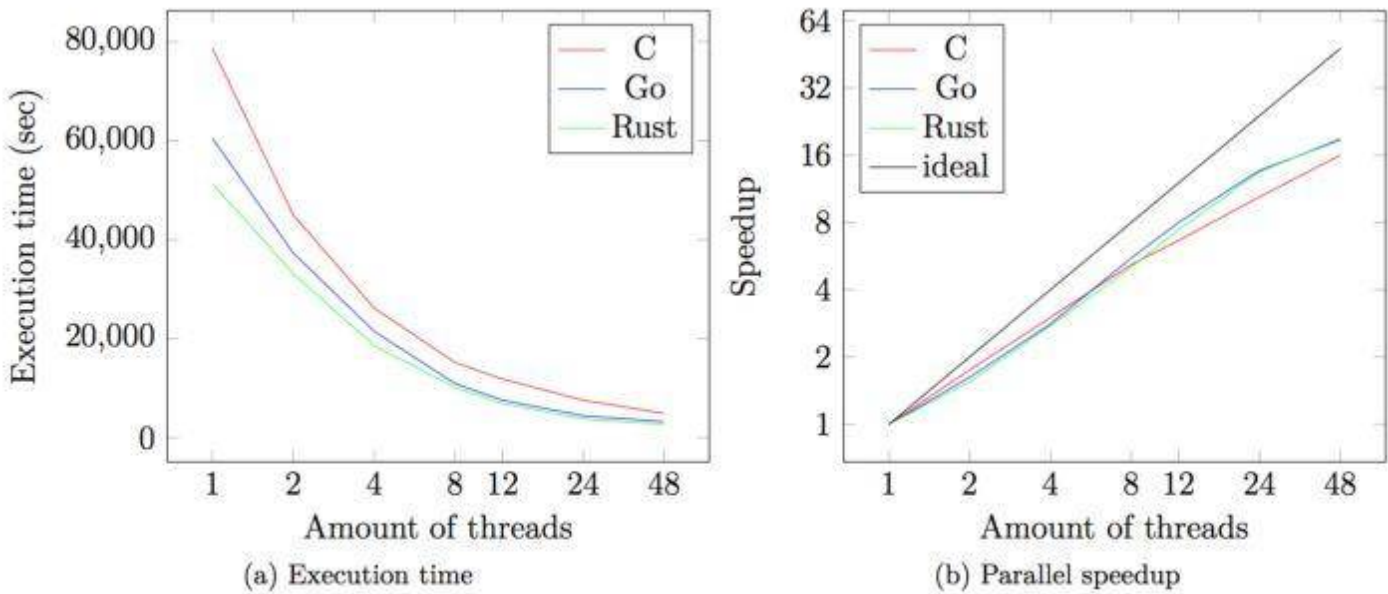 Execution time (sec)
80,000
60,000
40,000
20,000
0
1 2 4 8 12 24 48
Amount of threads
C
Go
Rust
(a) Execution time
Speedup
64
32
16
8
4
2
1
1 2 4 8 12 24 48
Amount of threads
C
Go
Rust
ideal
(b) Parallel speedup